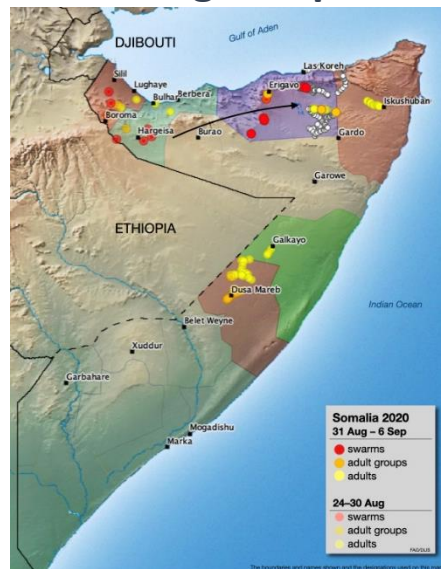 DJIBOUTI
Gulf of Aden
Silil
Lughaye
Las Koreh
Berbera
Bulhar
Erigavo
Iskushuban
Boroma
Hargeisa
Burao
Gardo
Garowe
ETHIOPIA
Galkayo
Dusa Mareb
Indian Ocean
Belet Weyne
Xuddur
Garbahare
Mogadishu
Marka
Somalia 2020
31 Aug – 6 Sep
swarms
adult groups
adults
24–30 Aug
swarms
adult groups
adults
FAO/DLIS